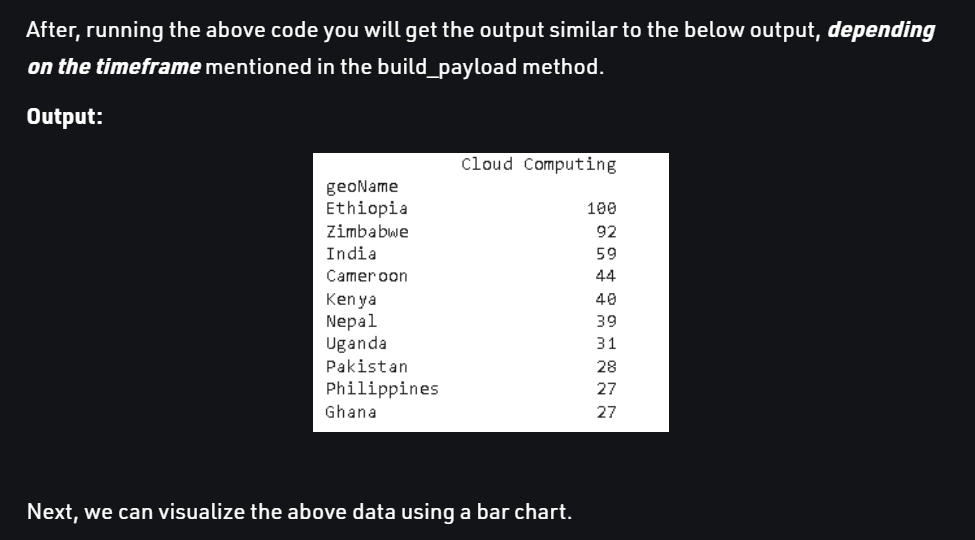 After, running the above code you will get the output similar to the below output, depending
on the timeframe mentioned in the build_payload method.
Output:
Cloud Computing
geoName
Ethiopia 100
Zimbabwe 92
India 59
Cameroon 44
Kenya 40
Nepal 39
Uganda 31
Pakistan 28
Philippines 27
Ghana 27
Next, we can visualize the above data using a bar chart.